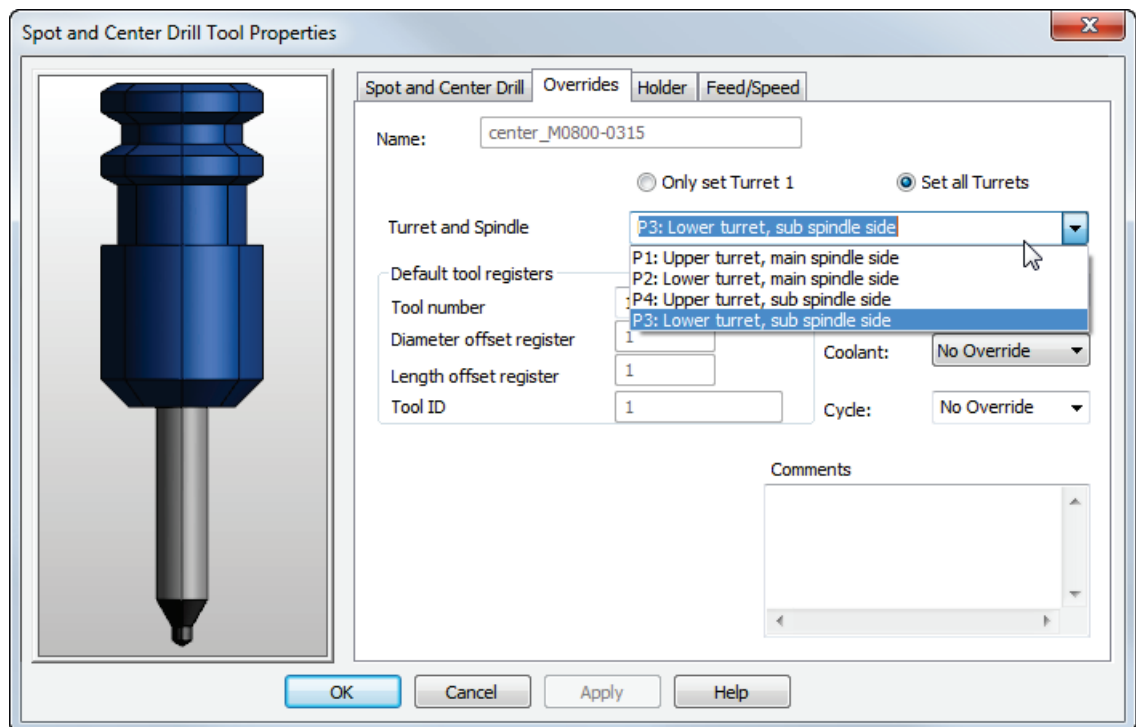 Spot and Center Drill Tool Properties
Spot and Center Drill Overrides Holder Feed/Speed
Name: center_M0800-0315
Only set Turret 1 Set all Turrets
Turret and Spindle P3: Lower turret, sub spindle side
P1: Upper turret, main spindle side
Default tool registers P2: Lower turret, main spindle side
Tool number P4: Upper turret, sub spindle side
P3: Lower turret, sub spindle side
Diameter offset register 1 Coolant: No Override
Length offset register 1
Tool ID 1 Cycle: No Override
Comments
OK Cancel Apply Help